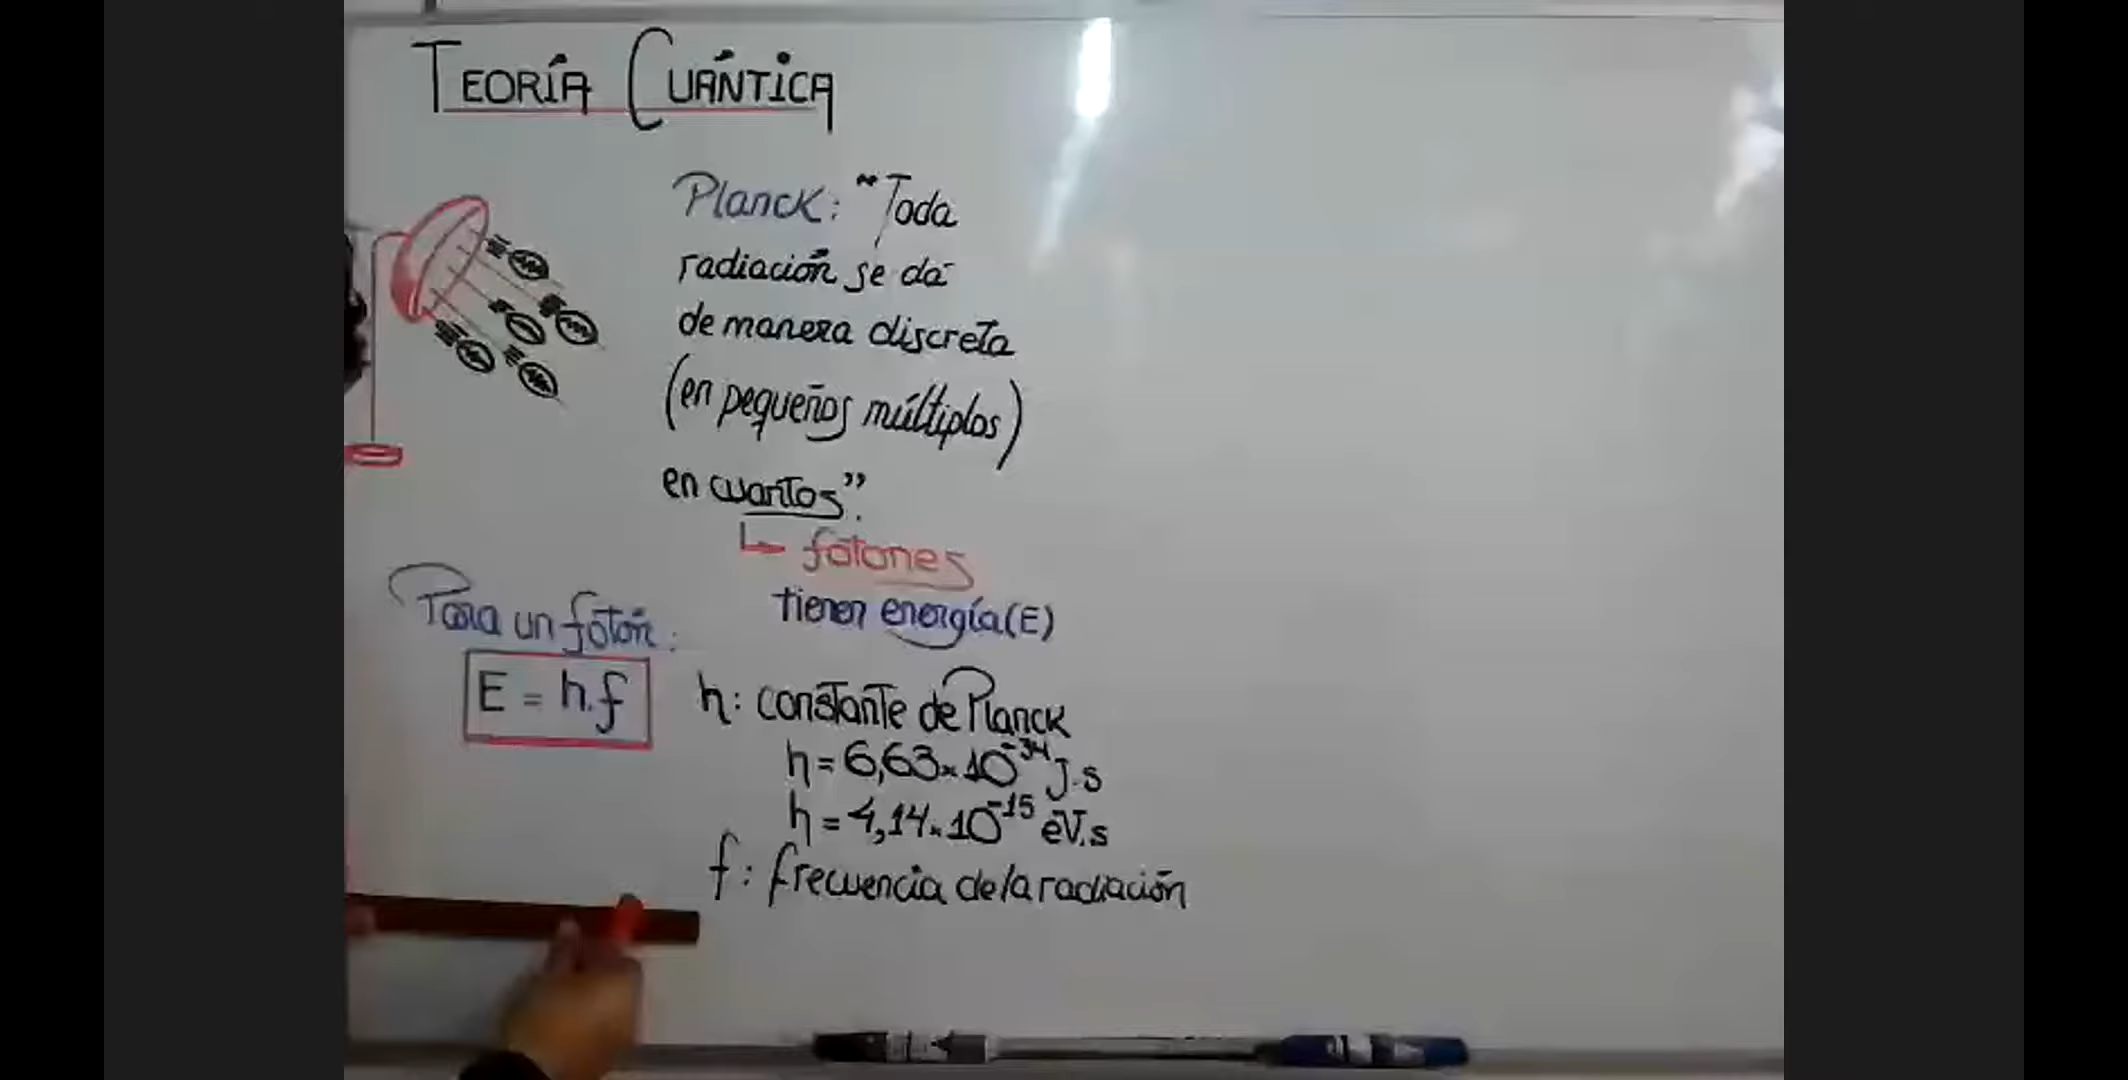 TEORÍA CUÁNTICA
Planck: "Toda
radiación se da
de manera discreta
(en pequeños múltiplos)
en cuantos".
↳ fotones
tienen energía (E)
Para un fotón:
E = h.f
h: constante de Planck
h = 6,63×10⁻³⁴ J.s
h = 4,14×10⁻¹⁵ eV.s
f: frecuencia de la radiación